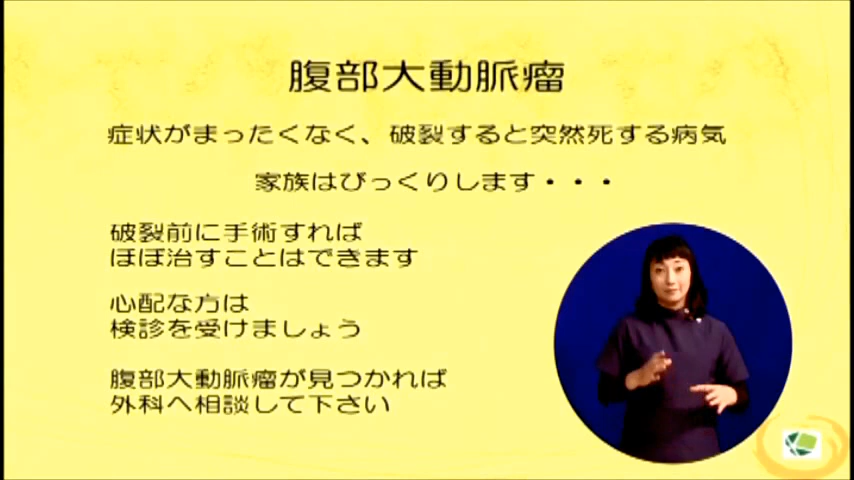 腹部大動脈瘤
症状がまったくなく、破裂すると突然死する病気
家族はびっくりします・・・
破裂前に手術すれば
ほぼ治すことはできます
心配な方は
検診を受けましょう
腹部大動脈瘤が見つかれば
外科へ相談して下さい